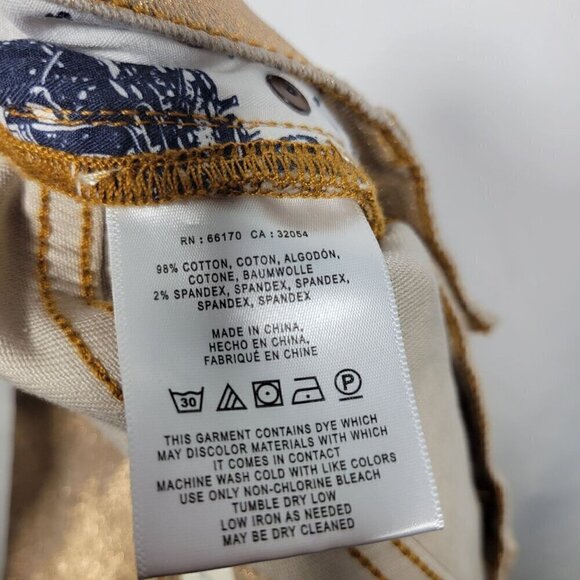 RN : 66170 CA : 32054
98% COTTON, COTON, ALGODÓN,
COTONE, BAUMWOLLE
2% SPANDEX, SPANDEX, SPANDEX,
SPANDEX, SPANDEX
MADE IN CHINA,
HECHO EN CHINA,
FABRIQUÉ EN CHINE
30 P
THIS GARMENT CONTAINS DYE WHICH
MAY DISCOLOR MATERIALS WITH WHICH
IT COMES IN CONTACT
MACHINE WASH COLD WITH LIKE COLORS
USE ONLY NON-CHLORINE BLEACH
TUMBLE DRY LOW
LOW IRON AS NEEDED
MAY BE DRY CLEANED